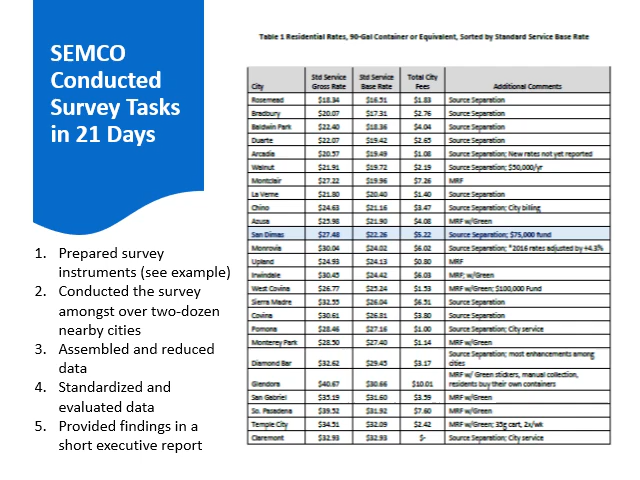 SEMCO
Conducted
Survey Tasks
in 21 Days
1. Prepared survey
instruments (see example)
2. Conducted the survey
amongst over two-dozen
nearby cities
3. Assembled and reduced
data
4. Standardized and
evaluated data
5. Provided findings in a
short executive report
Table 1 Residential Rates, 90-Gal Container or Equivalent, Sorted by Standard Service Base Rate
City Std Service Gross Rate Std Service Base Rate Total City Fees Additional Comments
Rosemead $18.34 $16.51 $1.83 Source Separation
Bradbury $20.07 $17.31 $2.76 Source Separation
Baldwin Park $22.40 $18.36 $4.04 Source Separation
Duarte $22.07 $19.42 $2.65 Source Separation
Arcadia $20.57 $19.49 $1.08 Source Separation; New rates not yet reported
Walnut $21.91 $19.72 $2.19 Source Separation; $50,000/yr
Montclair $27.22 $19.96 $7.26 MRF
La Verne $21.80 $20.40 $1.40 Source Separation
Chino $24.63 $21.16 $3.47 Source Separation; City billing
Azusa $25.98 $21.90 $4.08 MRF w/Green
San Dimas $27.48 $22.26 $5.22 Source Separation; $75,000 fund
Monrovia $30.04 $24.02 $6.02 Source Separation; *2016 rates adjusted by +4.3%
Upland $24.93 $24.13 $0.80 MRF
Irwindale $30.45 $24.42 $6.03 MRF; w/Green
West Covina $26.77 $25.24 $1.53 MRF w/Green; $100,000 Fund
Sierra Madre $32.55 $26.04 $6.51 Source Separation
Covina $30.61 $26.81 $3.80 Source Separation
Pomona $28.46 $27.16 $1.00 Source Separation; City service
Monterey Park $28.50 $27.40 $1.14 MRF w/Green
Diamond Bar $32.62 $29.45 $3.17 Source Separation; most enhancements among cities
Glendora $40.67 $30.66 $10.01 MRF w/ Green stickers, manual collection, residents buy their own containers
San Gabriel $35.19 $31.60 $3.59 MRF w/Green
So. Pasadena $39.52 $31.92 $7.60 MRF w/Green
Temple City $34.51 $32.09 $2.42 MRF w/Green; 35g cart, 2x/wk
Claremont $32.93 $32.93 $- Source Separation; City service